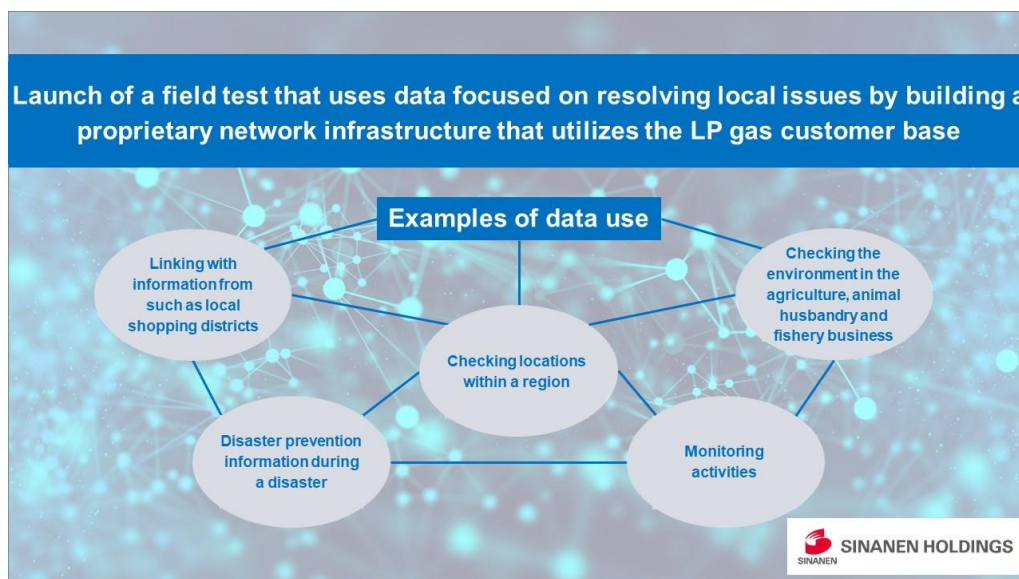 Launch of a field test that uses data focused on resolving local issues by building a
proprietary network infrastructure that utilizes the LP gas customer base
Examples of data use
Linking with
information from
such as local
shopping districts
Checking the
environment in the
agriculture, animal
husbandry and
fishery business
Checking locations
within a region
Disaster prevention
information during
a disaster
Monitoring
activities
SINANEN
SINANEN HOLDINGS